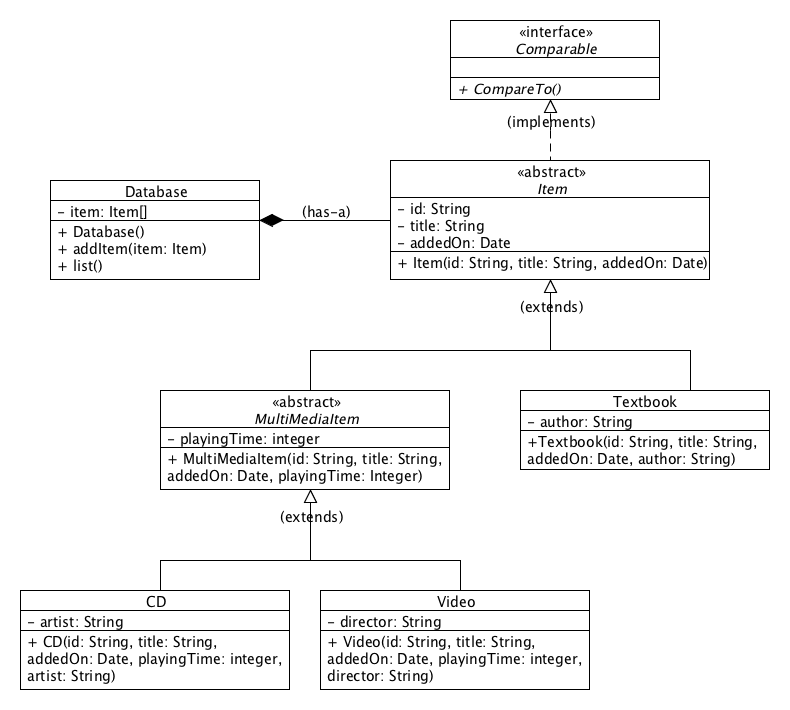 «interface»
Comparable
+ CompareTo()
(implements)
«abstract»
Item
– id: String
– title: String
– addedOn: Date
+ Item(id: String, title: String, addedOn: Date)
Database
– item: Item[]
+ Database()
+ addItem(item: Item)
+ list()
(has–a)
(extends)
«abstract»
MultiMediaItem
– playingTime: integer
+ MultiMediaItem(id: String, title: String,
addedOn: Date, playingTime: Integer)
Textbook
– author: String
+Textbook(id: String, title: String,
addedOn: Date, author: String)
(extends)
CD
– artist: String
+ CD(id: String, title: String,
addedOn: Date, playingTime: integer,
artist: String)
Video
– director: String
+ Video(id: String, title: String,
addedOn: Date, playingTime: integer,
director: String)